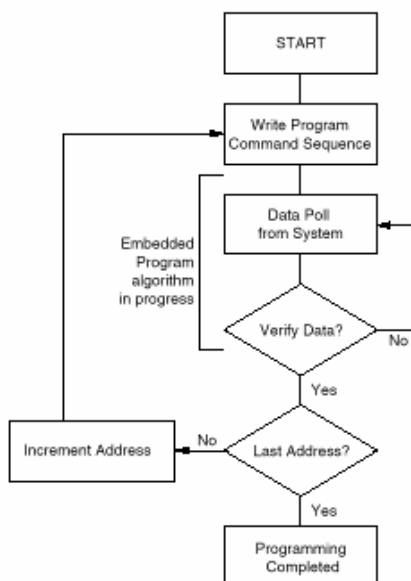 START
Write Program
Command Sequence
Data Poll
from System
Embedded
Program
algorithm
in progress
Verify Data?
No
Yes
No
Increment Address
Last Address?
Yes
Programming
Completed